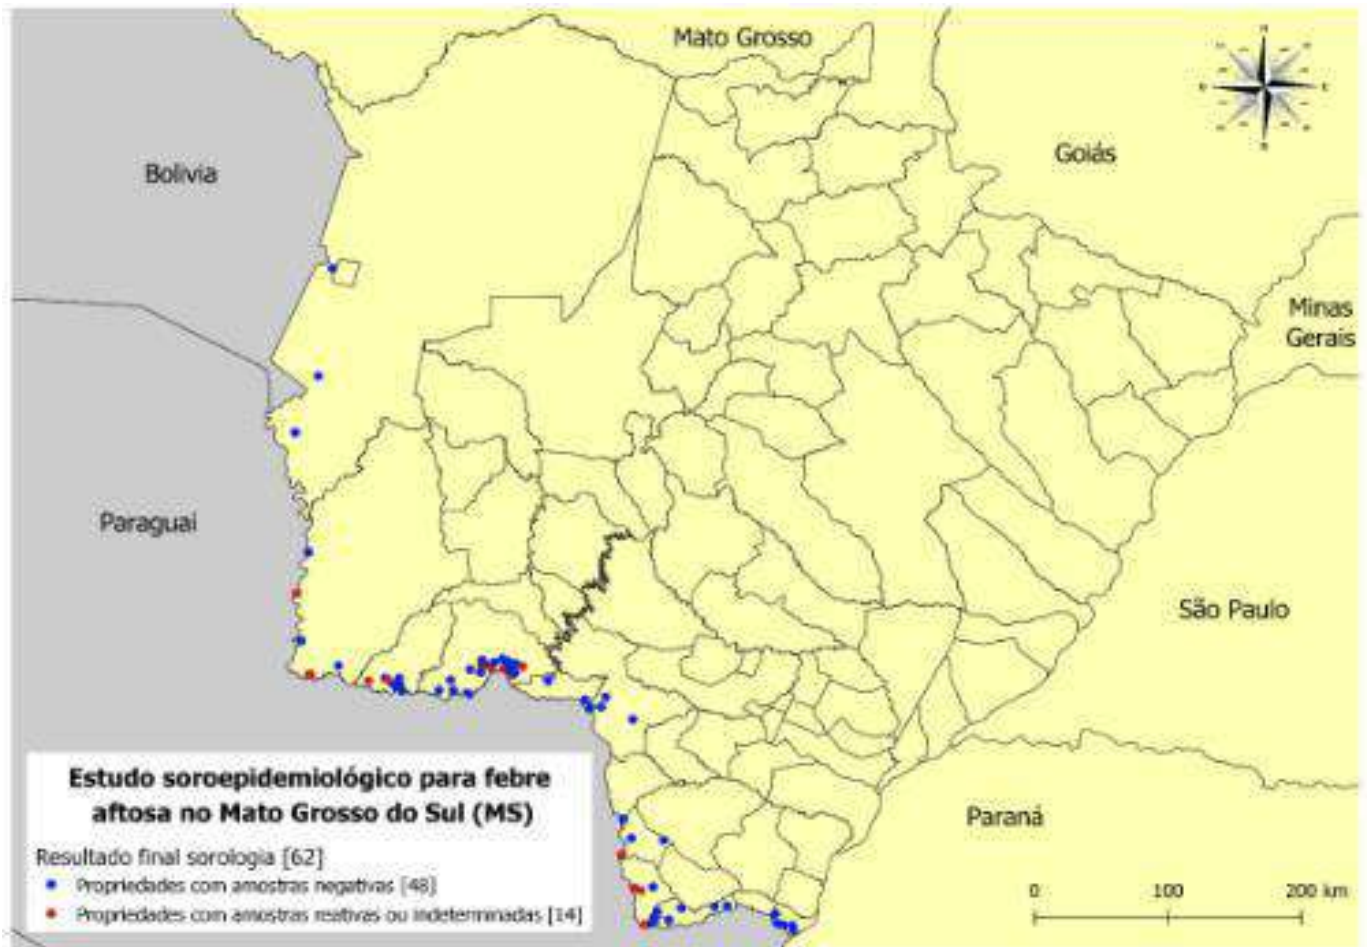 Mato Grosso
Goiás
Bolivia
Minas
Gerais
Paraguai
São Paulo
Paraná
Estudo soroepidemiológico para febre
aftosa no Mato Grosso do Sul (MS)
Resultado final sorologia [62]
Propriedades com amostras negativas [48]
Propriedades com amostras reativas ou indeterminadas [14]
0 100 200 km